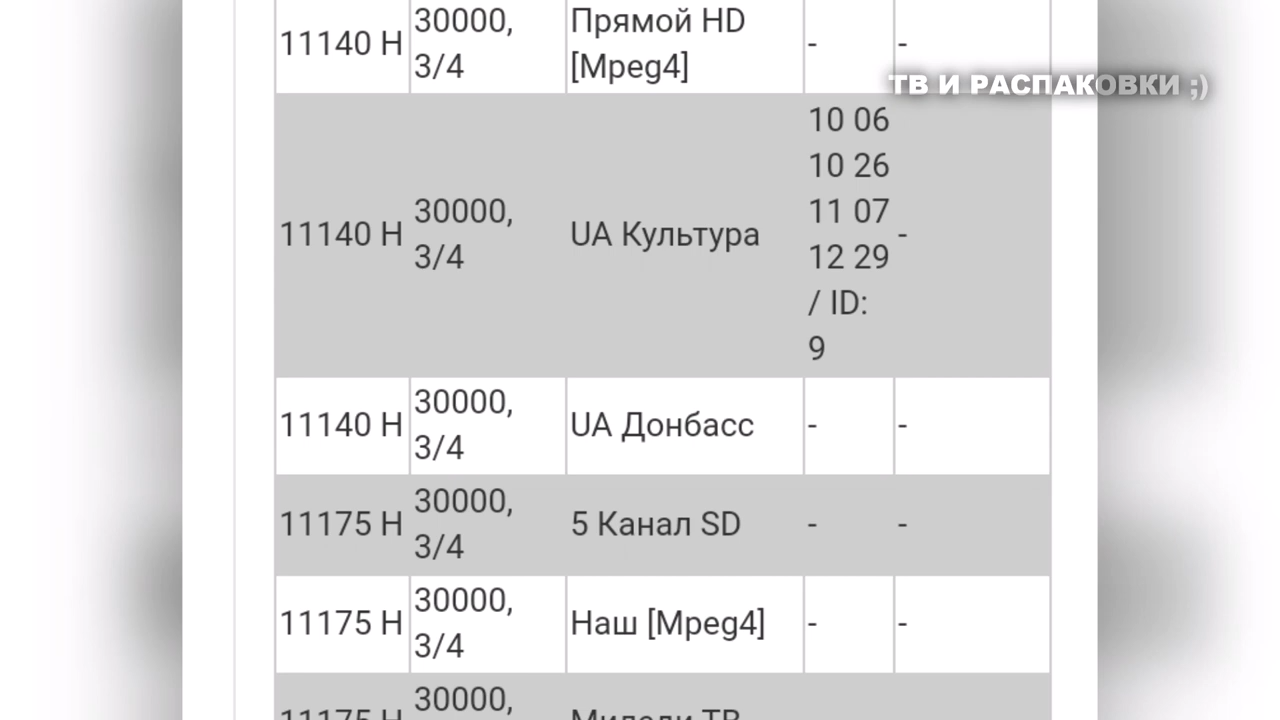 11140 H
30000,
3/4
Прямой HD
[Mpeg4]
-
-
ТВ И РАСПАКОВКИ ;)
11140 H
30000,
3/4
UA Культура
10 06
10 26
11 07
12 29
/ ID:
9
-
11140 H
30000,
3/4
UA Донбасс
-
-
11175 H
30000,
3/4
5 Канал SD
-
-
11175 H
30000,
3/4
Наш [Mpeg4]
-
-
11175 H
30000,